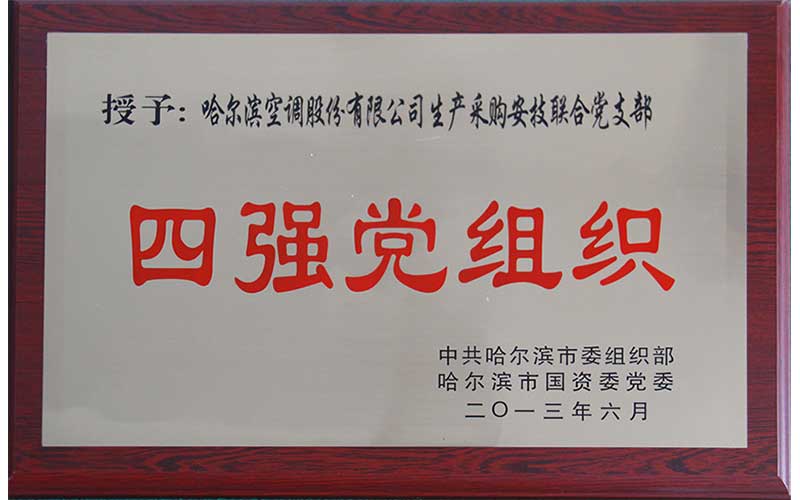 授予：哈尔滨空调股份有限公司生产采购安技联合党支部
四强党组织
中共哈尔滨市委组织部
哈尔滨市国资委党委
二〇一三年六月